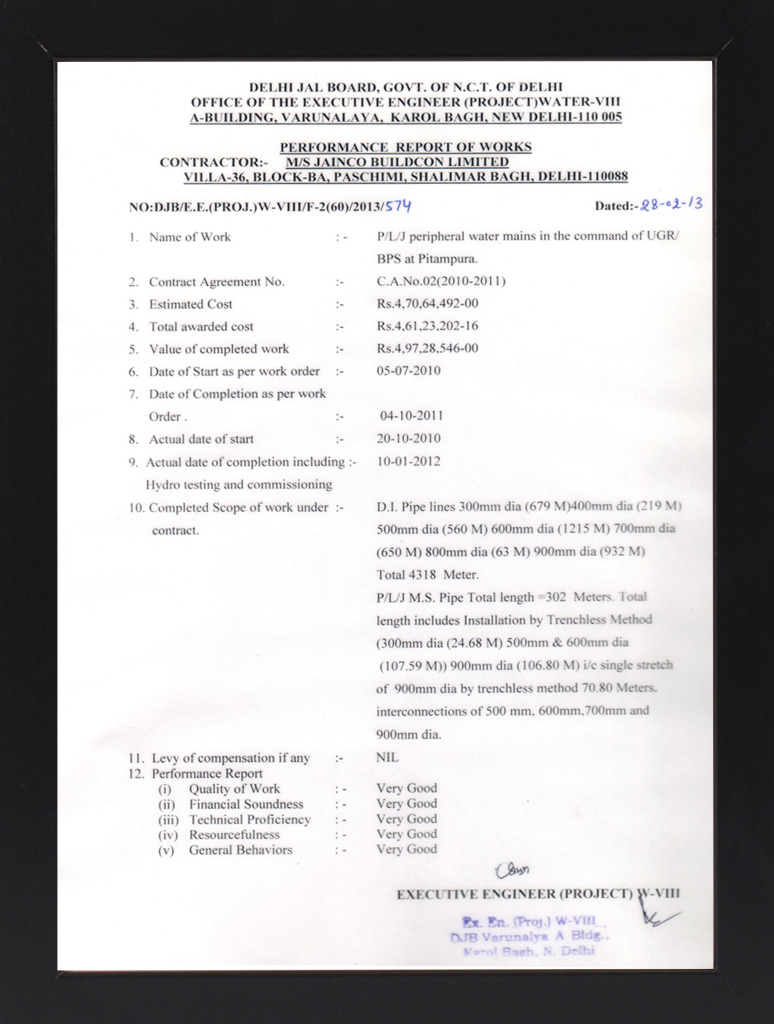 DELHI JAL BOARD, GOVT. OF N.C.T. OF DELHI
OFFICE OF THE EXECUTIVE ENGINEER (PROJECT)WATER-VIII
A-BUILDING, VARUNALAYA, KAROL BAGH, NEW DELHI-110 005
PERFORMANCE REPORT OF WORKS
CONTRACTOR:- M/S JAINCO BUILDCON LIMITED
VILLA-36, BLOCK-BA, PASCHIMI, SHALIMAR BAGH, DELHI-110088
NO:DJB/E.E.(PROJ.)W-VIII/F-2(60)/2013/574 Dated:-28-02-13
1. Name of Work :- P/L/J peripheral water mains in the command of UGR/
BPS at Pitampura.
2. Contract Agreement No. :- C.A.No.02(2010-2011)
3. Estimated Cost :- Rs.4,70,64,492-00
4. Total awarded cost :- Rs.4,61,23,202-16
5. Value of completed work :- Rs.4,97,28,546-00
6. Date of Start as per work order :- 05-07-2010
7. Date of Completion as per work
Order . :- 04-10-2011
8. Actual date of start :- 20-10-2010
9. Actual date of completion including :- 10-01-2012
Hydro testing and commissioning
10. Completed Scope of work under :- D.I. Pipe lines 300mm dia (679 M)400mm dia (219 M)
contract. 500mm dia (560 M) 600mm dia (1215 M) 700mm dia
(650 M) 800mm dia (63 M) 900mm dia (932 M)
Total 4318 Meter.
P/L/J M.S. Pipe Total length =302 Meters. Total
length includes Installation by Trenchless Method
(300mm dia (24.68 M) 500mm & 600mm dia
(107.59 M)) 900mm dia (106.80 M) i/c single stretch
of 900mm dia by trenchless method 70.80 Meters.
interconnections of 500 mm, 600mm,700mm and
900mm dia.
11. Levy of compensation if any :- NIL
12. Performance Report
(i) Quality of Work :- Very Good
(ii) Financial Soundness :- Very Good
(iii) Technical Proficiency :- Very Good
(iv) Resourcefulness :- Very Good
(v) General Behaviors :- Very Good
EXECUTIVE ENGINEER (PROJECT) W-VIII
Ex. En. (Proj.) W-VIII
DJB Varunalya A Bldg.,
Karol Bagh, N. Delhi